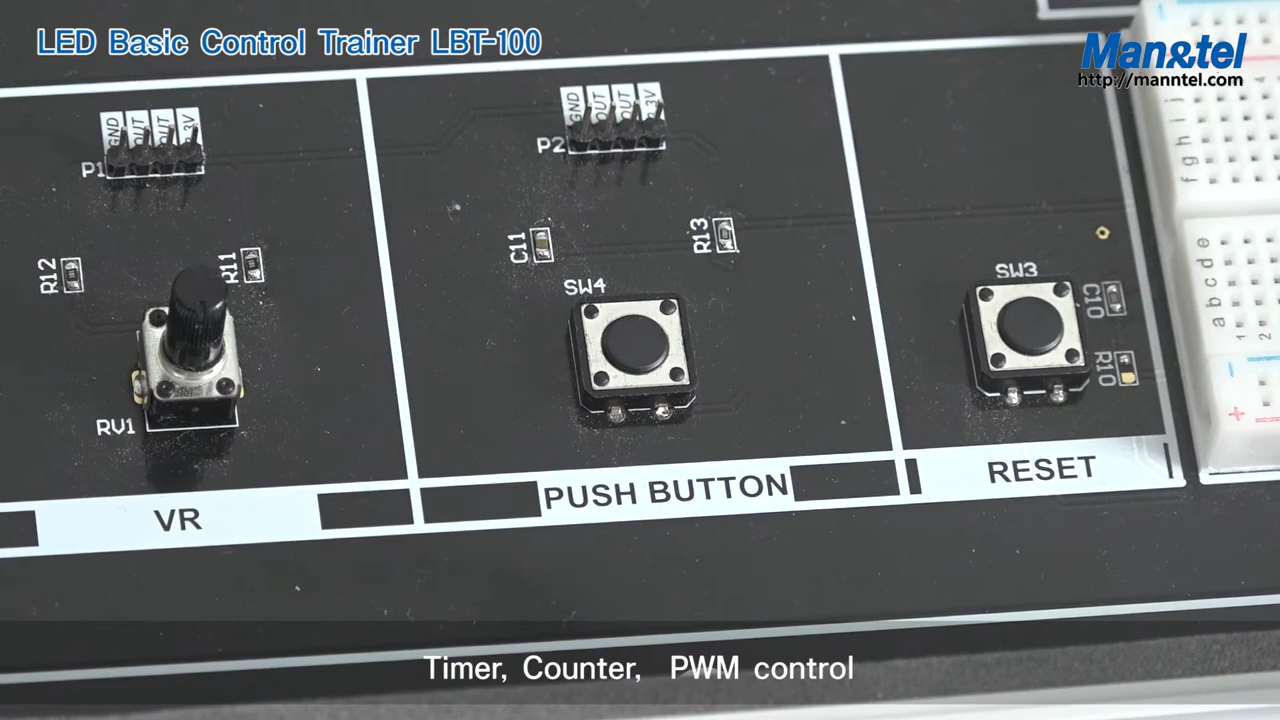 LED Basic Control Trainer LBT-100
Man&tel
http://manntel.com
GND OUT OUT 3.3V
P1
GND OUT OUT 3.3V
P2
R12
R11
C11
R13
SW4
SW3
C10
R10
RV1
VR
PUSH BUTTON
RESET
f g h i j
a b c d e
1 2
Timer, Counter, PWM control